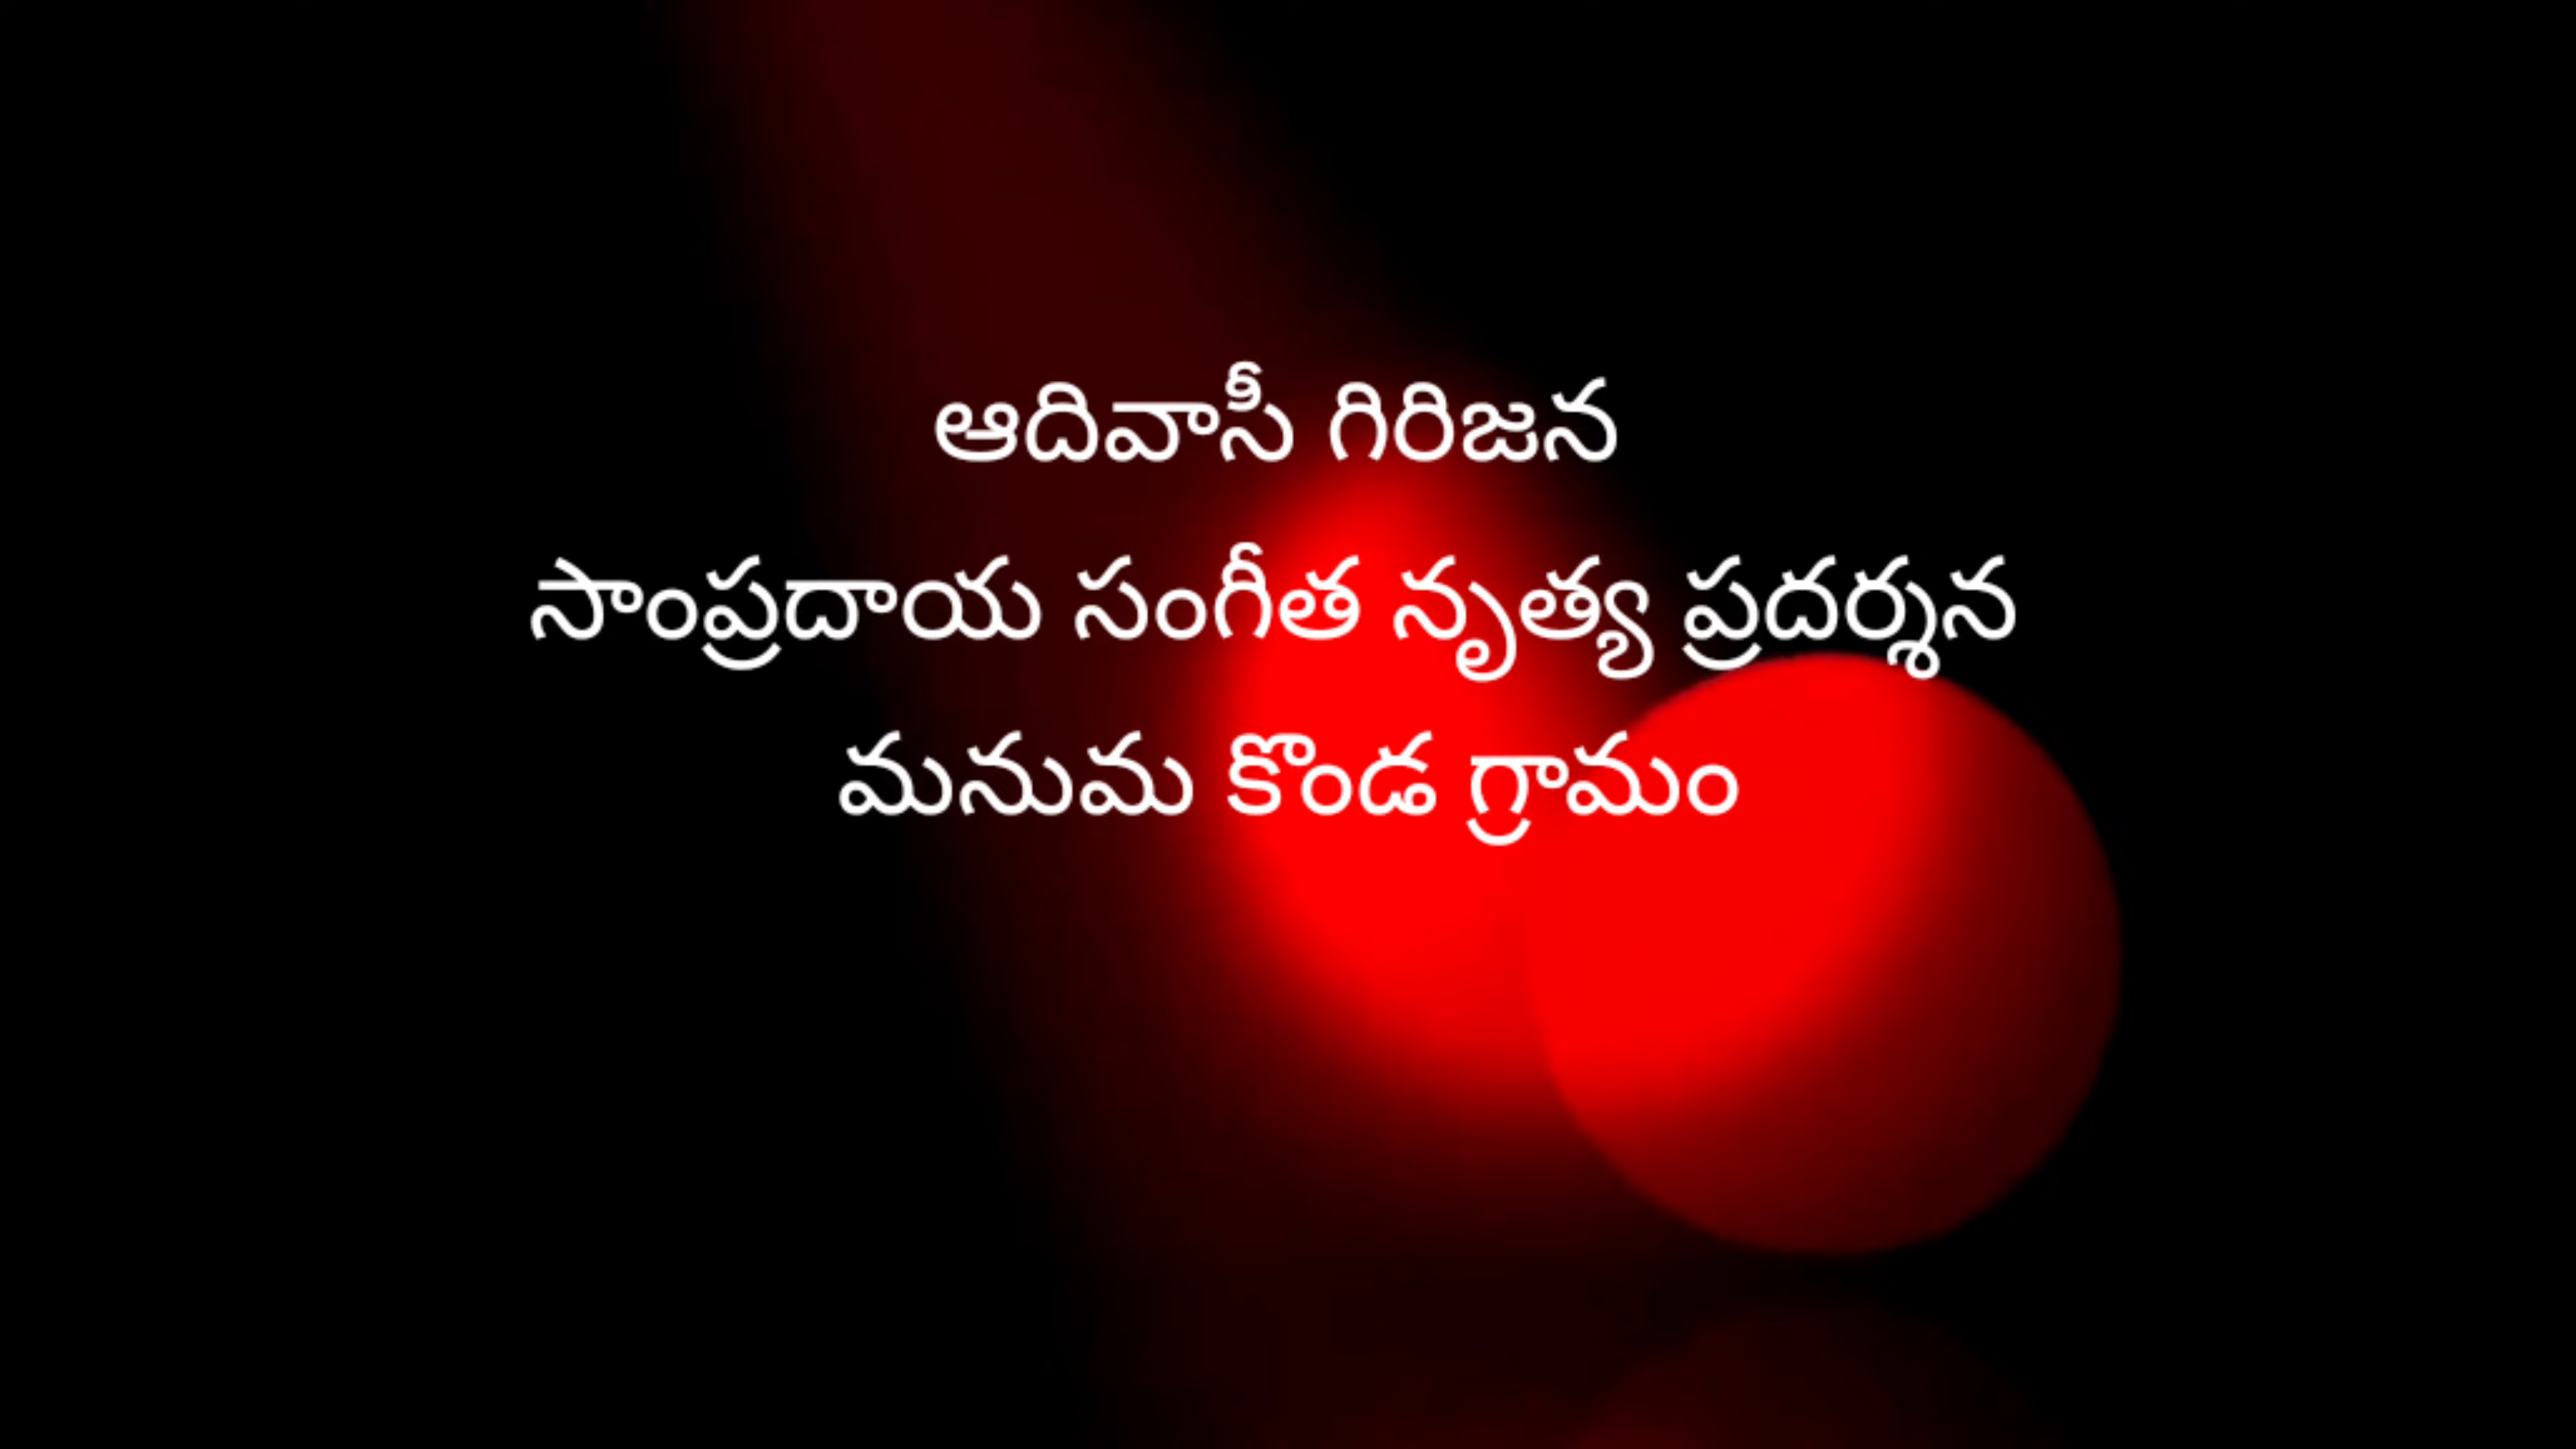 ఆదివాసీ గిరిజన
సాంప్రదాయ సంగీత నృత్య ప్రదర్శన
మనుమ కొండ గ్రామం